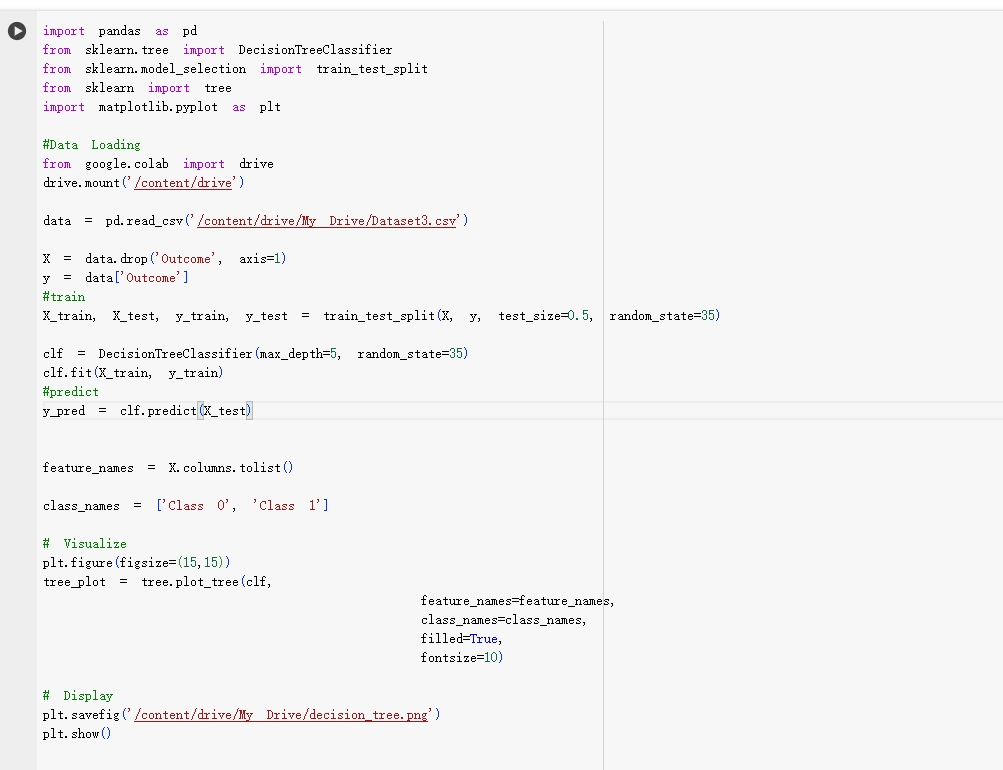 import pandas as pd
from sklearn.tree import DecisionTreeClassifier
from sklearn.model_selection import train_test_split
from sklearn import tree
import matplotlib.pyplot as plt
#Data Loading
from google.colab import drive
drive.mount('/content/drive')
data = pd.read_csv('/content/drive/My Drive/Dataset3.csv')
X = data.drop('Outcome', axis=1)
y = data['Outcome']
#train
X_train, X_test, y_train, y_test = train_test_split(X, y, test_size=0.5, random_state=35)
clf = DecisionTreeClassifier(max_depth=5, random_state=35)
clf.fit(X_train, y_train)
#predict
y_pred = clf.predict(X_test)
feature_names = X.columns.tolist()
class_names = ['Class 0', 'Class 1']
# Visualize
plt.figure(figsize=(15,15))
tree_plot = tree.plot_tree(clf,
feature_names=feature_names,
class_names=class_names,
filled=True,
fontsize=10)
# Display
plt.savefig('/content/drive/My Drive/decision_tree.png')
plt.show()